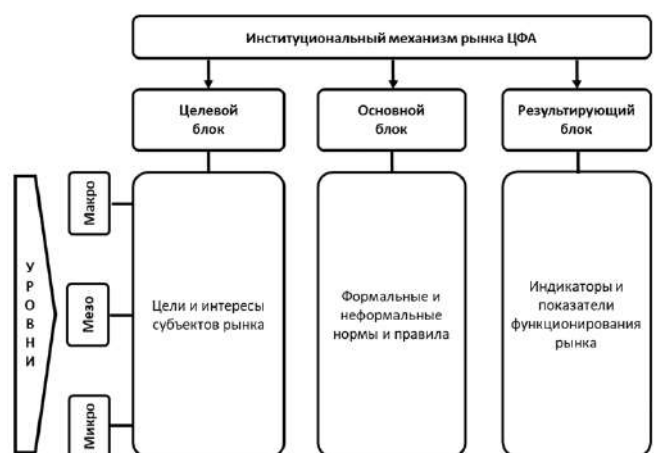 Институциональный механизм рынка ЦФА
Целевой
блок
Основной
блок
Результирующий
блок
УРОВНИ
Макро
Мезо
Микро
Цели и интересы
субъектов рынка
Формальные и
неформальные
нормы и правила
Индикаторы и
показатели
функционирования
рынка